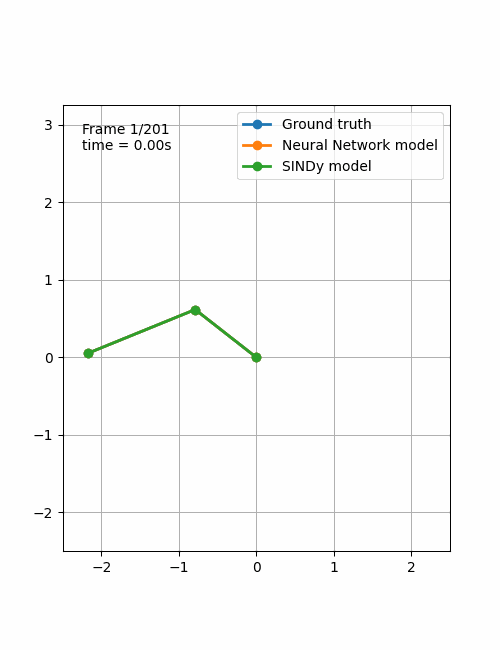 Frame 1/201
time = 0.00s
Ground truth
Neural Network model
SINDy model
3
2
1
0
−1
−2
−2
−1
0
1
2